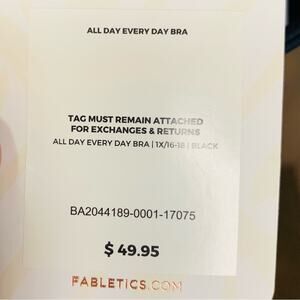 ALL DAY EVERY DAY BRA
TAG MUST REMAIN ATTACHED
FOR EXCHANGES & RETURNS
ALL DAY EVERY DAY BRA | 1X/16-18 | BLACK
BA2044189-0001-17075
$ 49.95
FABLETICS.COM